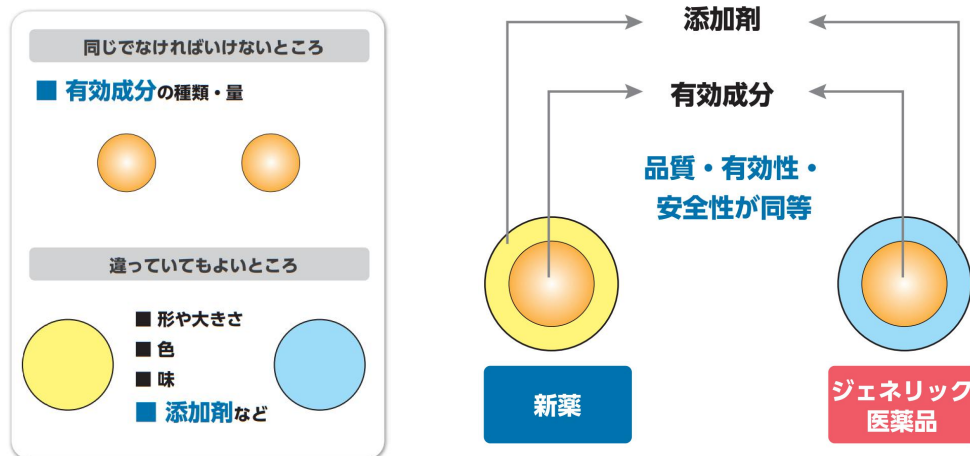 同じでなければいけないところ
■ 有効成分の種類・量
違っていてもよいところ
■ 形や大きさ
■ 色
■ 味
■ 添加剤など
添加剤
有効成分
品質・有効性・
安全性が同等
新薬
ジェネリック
医薬品